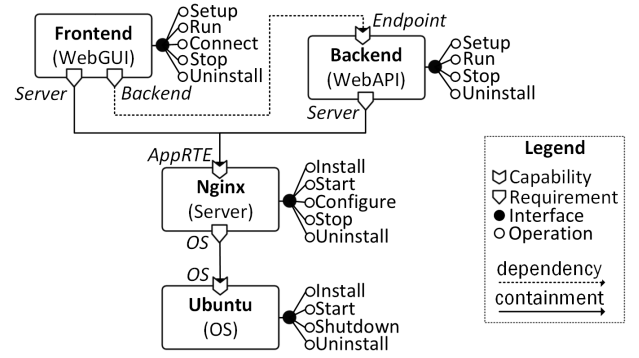 Frontend
(WebGUI)
Setup
Run
Connect
Stop
Uninstall
Server
Backend
Endpoint
Backend
(WebAPI)
Setup
Run
Stop
Uninstall
Server
AppRTE
Nginx
(Server)
Install
Start
Configure
Stop
Uninstall
OS
OS
Ubuntu
(OS)
Install
Start
Shutdown
Uninstall
Legend
Capability
Requirement
Interface
Operation
dependency
containment